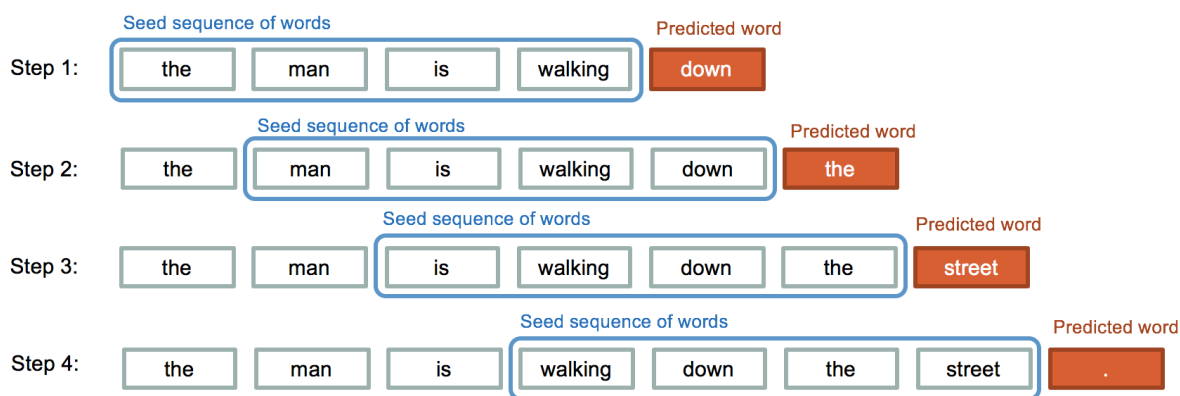 Seed sequence of words
Predicted word
Step 1: the man is walking down
Seed sequence of words
Predicted word
Step 2: the man is walking down the
Seed sequence of words
Predicted word
Step 3: the man is walking down the street
Seed sequence of words
Predicted word
Step 4: the man is walking down the street .